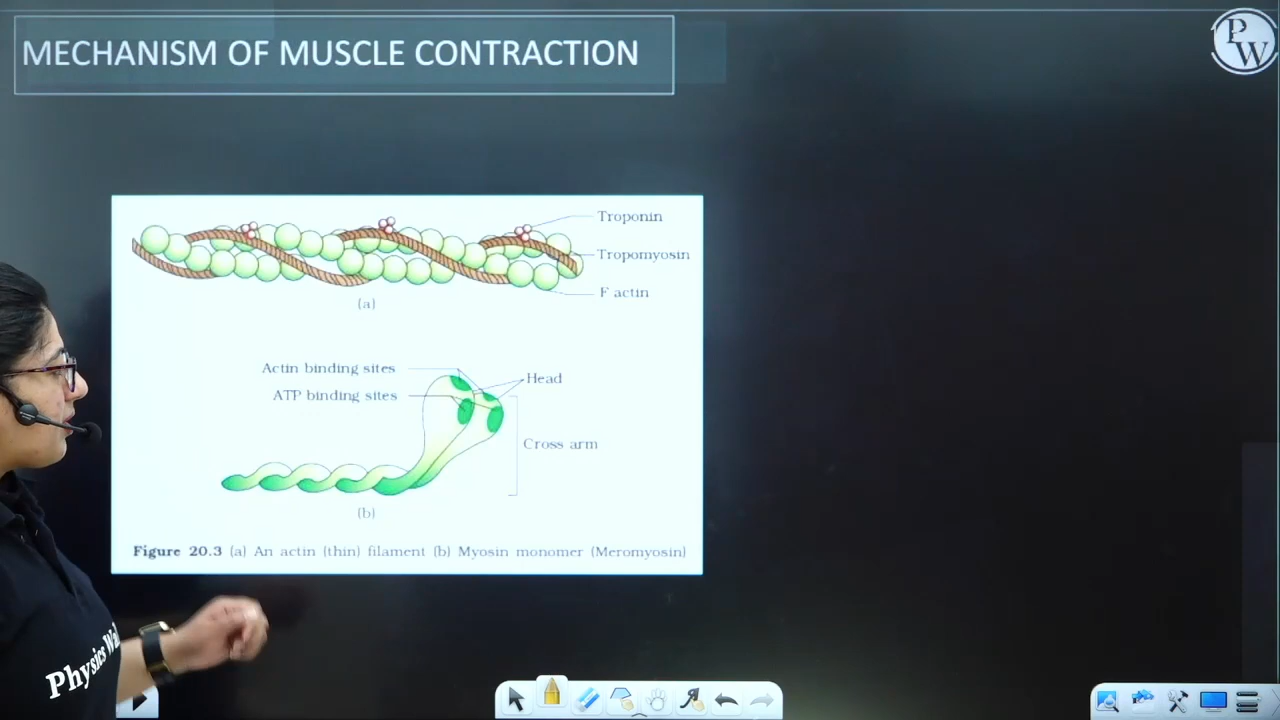 MECHANISM OF MUSCLE CONTRACTION
PW
Troponin
Tropomyosin
F actin
(a)
Actin binding sites
Head
ATP binding sites
Cross arm
(b)
Figure 20.3 (a) An actin (thin) filament (b) Myosin monomer (Meromyosin)
Physics